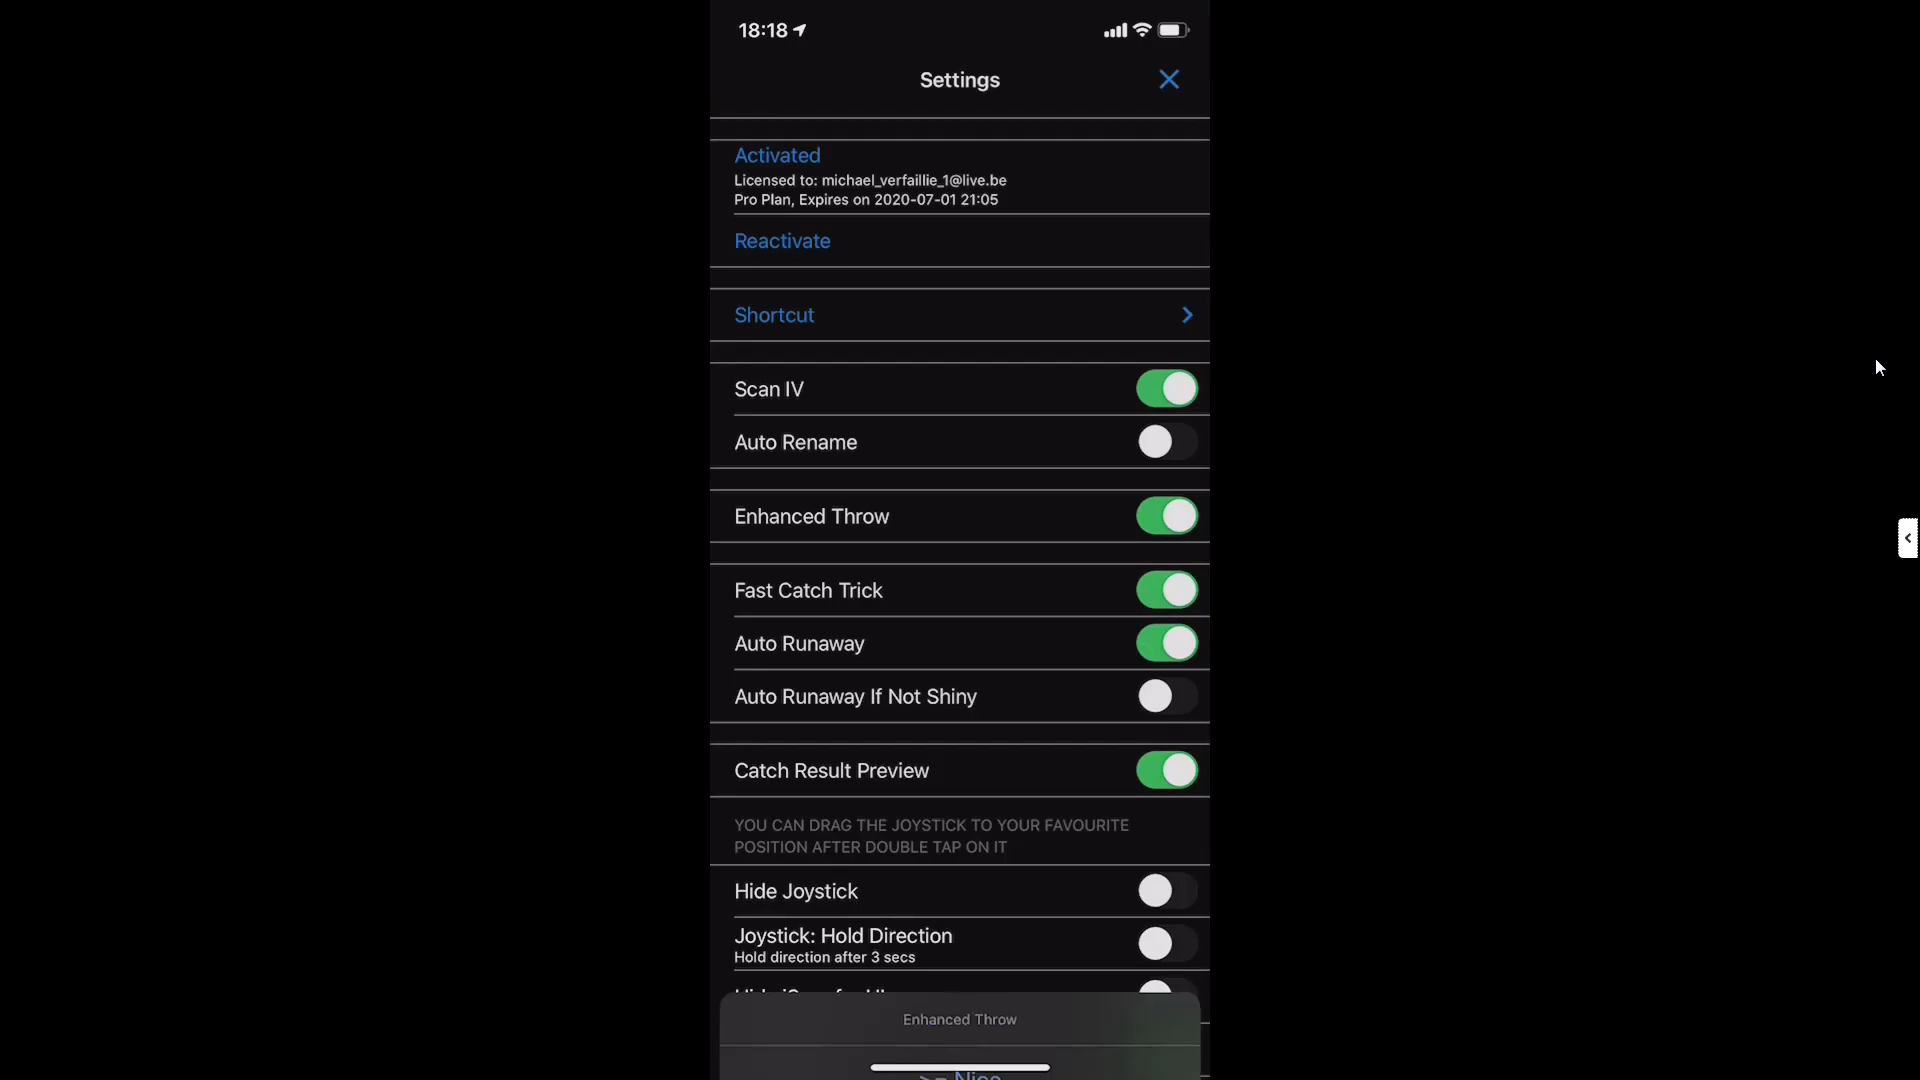 18:18
Settings
Activated
Licensed to: michael_verfaillie_1@live.be
Pro Plan, Expires on 2020-07-01 21:05
Reactivate
Shortcut
Scan IV
Auto Rename
Enhanced Throw
Fast Catch Trick
Auto Runaway
Auto Runaway If Not Shiny
Catch Result Preview
YOU CAN DRAG THE JOYSTICK TO YOUR FAVOURITE
POSITION AFTER DOUBLE TAP ON IT
Hide Joystick
Joystick: Hold Direction
Hold direction after 3 secs
Enhanced Throw